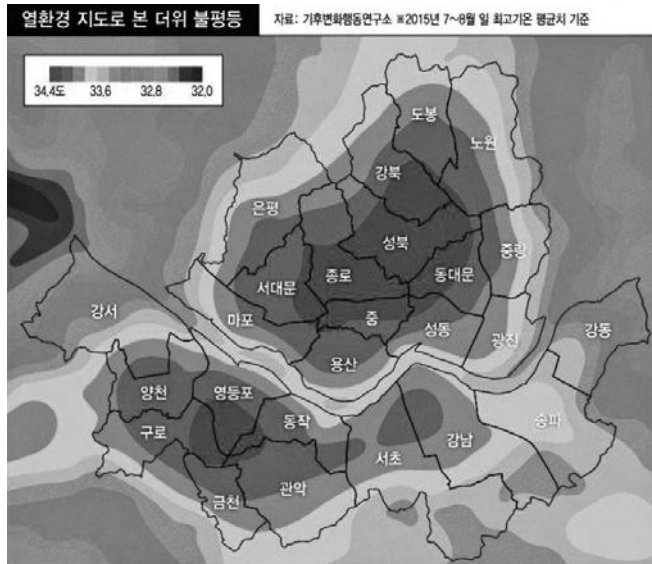 열환경 지도로 본 더위 불평등
자료: 기후변화행동연구소 ※2015년 7~8월 일 최고기온 평균치 기준
34.4도 33.6 32.8 32.0
도봉
노원
강북
은평
성북
중랑
서대문 종로 동대문
강서 마포 중 성동 광진 강동
용산
양천 영등포
동작 송파
구로 서초 강남
금천 관악